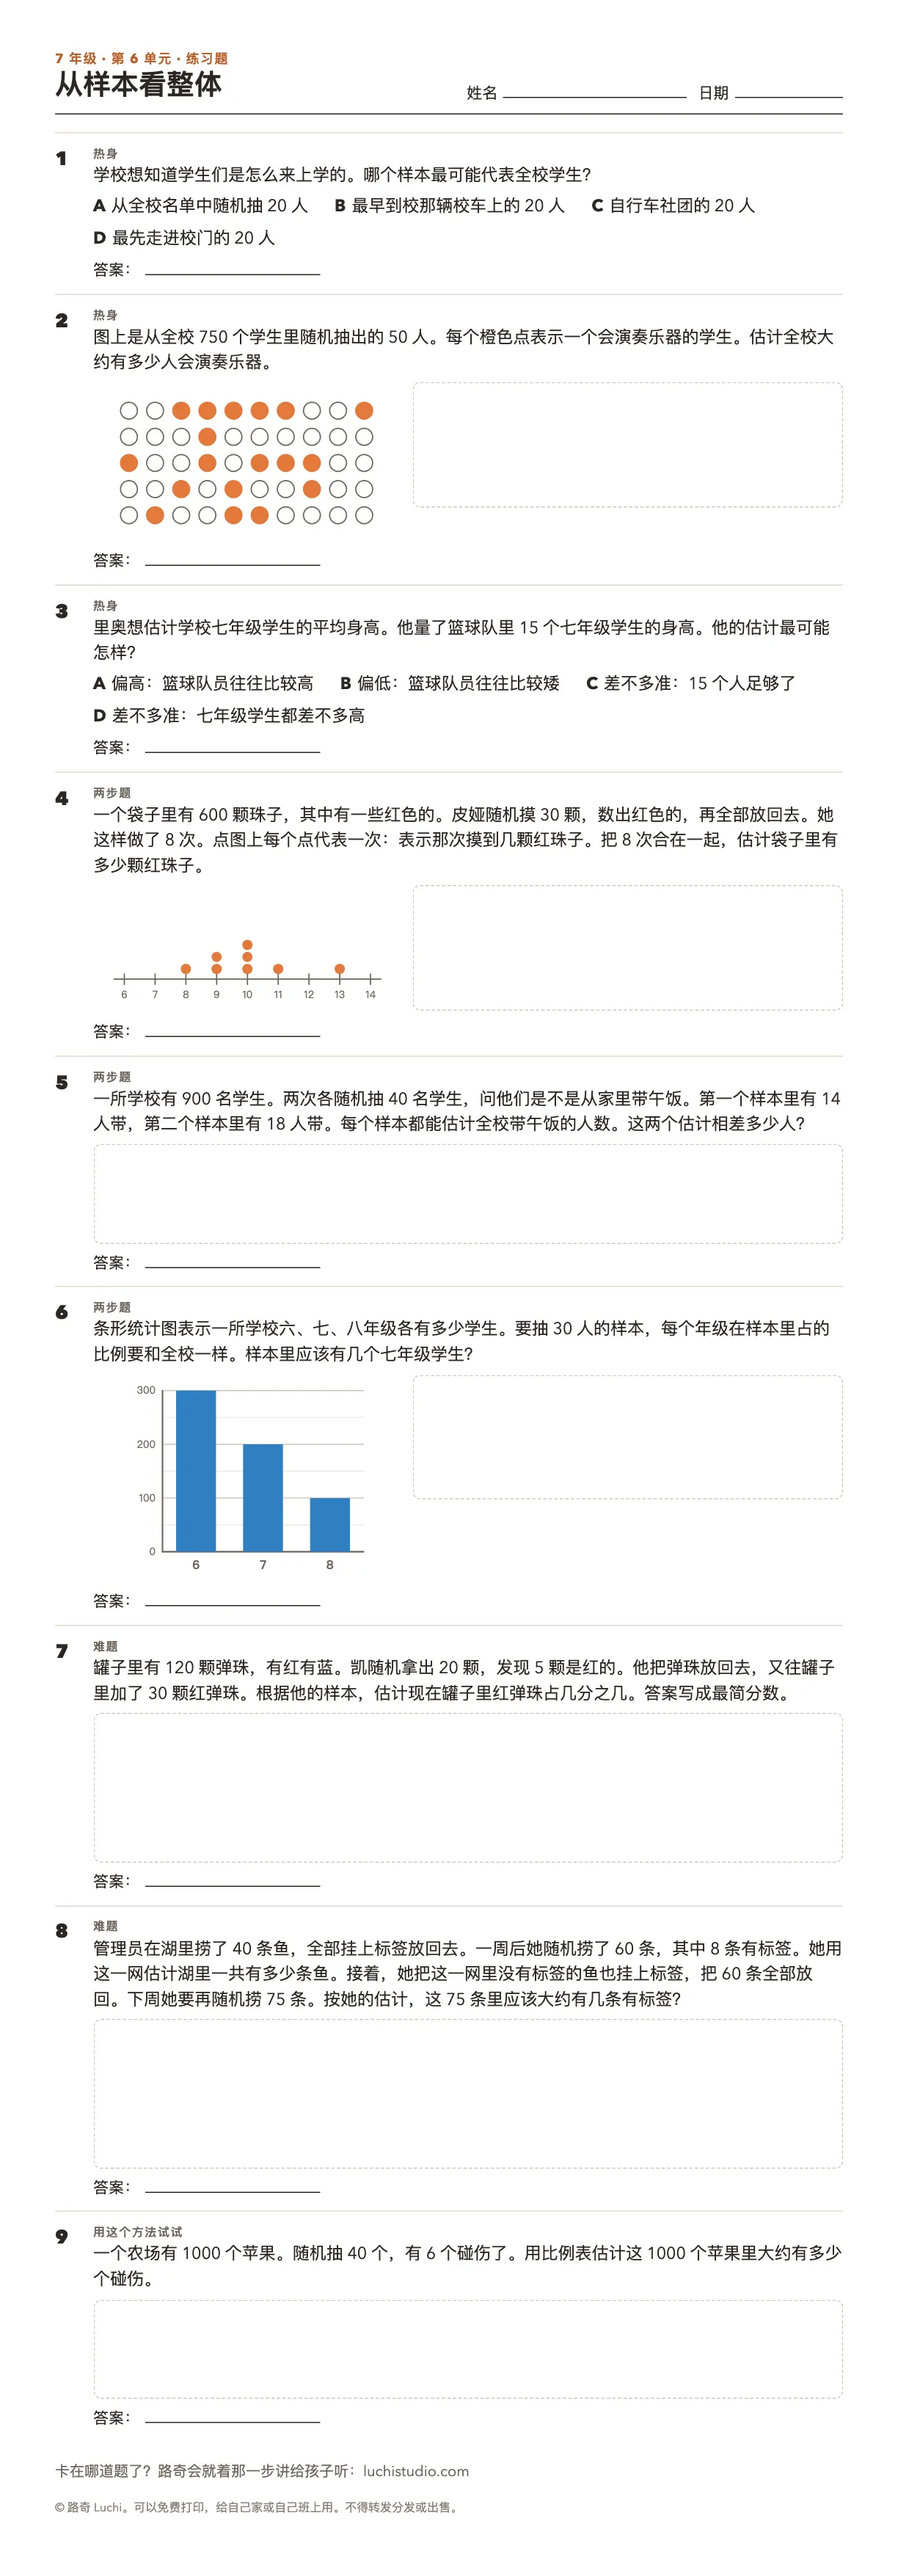 7 年级 · 第 6 单元 · 练习题
从样本看整体
姓名 日期
1
热身
学校想知道学生们是怎么来上学的。哪个样本最可能代表全校学生？
A 从全校名单中随机抽 20 人 B 最早到校那辆校车上的 20 人 C 自行车社团的 20 人
D 最先走进校门的 20 人
答案：
2
热身
图上是从全校 750 个学生里随机抽出的 50 人。每个橙色点表示一个会演奏乐器的学生。估计全校大
约有多少人会演奏乐器。
答案：
3
热身
里奥想估计学校七年级学生的平均身高。他量了篮球队里 15 个七年级学生的身高。他的估计最可能
怎样？
A 偏高：篮球队员往往比较高 B 偏低：篮球队员往往比较矮 C 差不多准：15 个人足够了
D 差不多准：七年级学生都差不多高
答案：
4
两步题
一个袋子里有 600 颗珠子，其中有一些红色的。皮娅随机摸 30 颗，数出红色的，再全部放回去。她
这样做了 8 次。点图上每个点代表一次：表示那次摸到几颗红珠子。把 8 次合在一起，估计袋子里有
多少颗红珠子。
6 7 8 9 10 11 12 13 14
答案：
5
两步题
一所学校有 900 名学生。两次各随机抽 40 名学生，问他们是不是从家里带午饭。第一个样本里有 14
人带，第二个样本里有 18 人带。每个样本都能估计全校带午饭的人数。这两个估计相差多少人？
答案：
6
两步题
条形统计图表示一所学校六、七、八年级各有多少学生。要抽 30 人的样本，每个年级在样本里占的
比例要和全校一样。样本里应该有几个七年级学生？
300
200
100
0
6 7 8
答案：
7
难题
罐子里有 120 颗弹珠，有红有蓝。凯随机拿出 20 颗，发现 5 颗是红的。他把弹珠放回去，又往罐子
里加了 30 颗红弹珠。根据他的样本，估计现在罐子里红弹珠占几分之几。答案写成最简分数。
答案：
8
难题
管理员在湖里捞了 40 条鱼，全部挂上标签放回去。一周后她随机捞了 60 条，其中 8 条有标签。她用
这一网估计湖里一共有多少条鱼。接着，她把这一网里没有标签的鱼也挂上标签，把 60 条全部放
回。下周她要再随机捞 75 条。按她的估计，这 75 条里应该大约有几条有标签？
答案：
9
用这个方法试试
一个农场有 1000 个苹果。随机抽 40 个，有 6 个碰伤了。用比例表估计这 1000 个苹果里大约有多少
个碰伤。
答案：
卡在哪道题了？路奇会就着那一步讲给孩子听：luchistudio.com
© 路奇 Luchi。可以免费打印，给自己家或自己班上用。不得转发分发或出售。